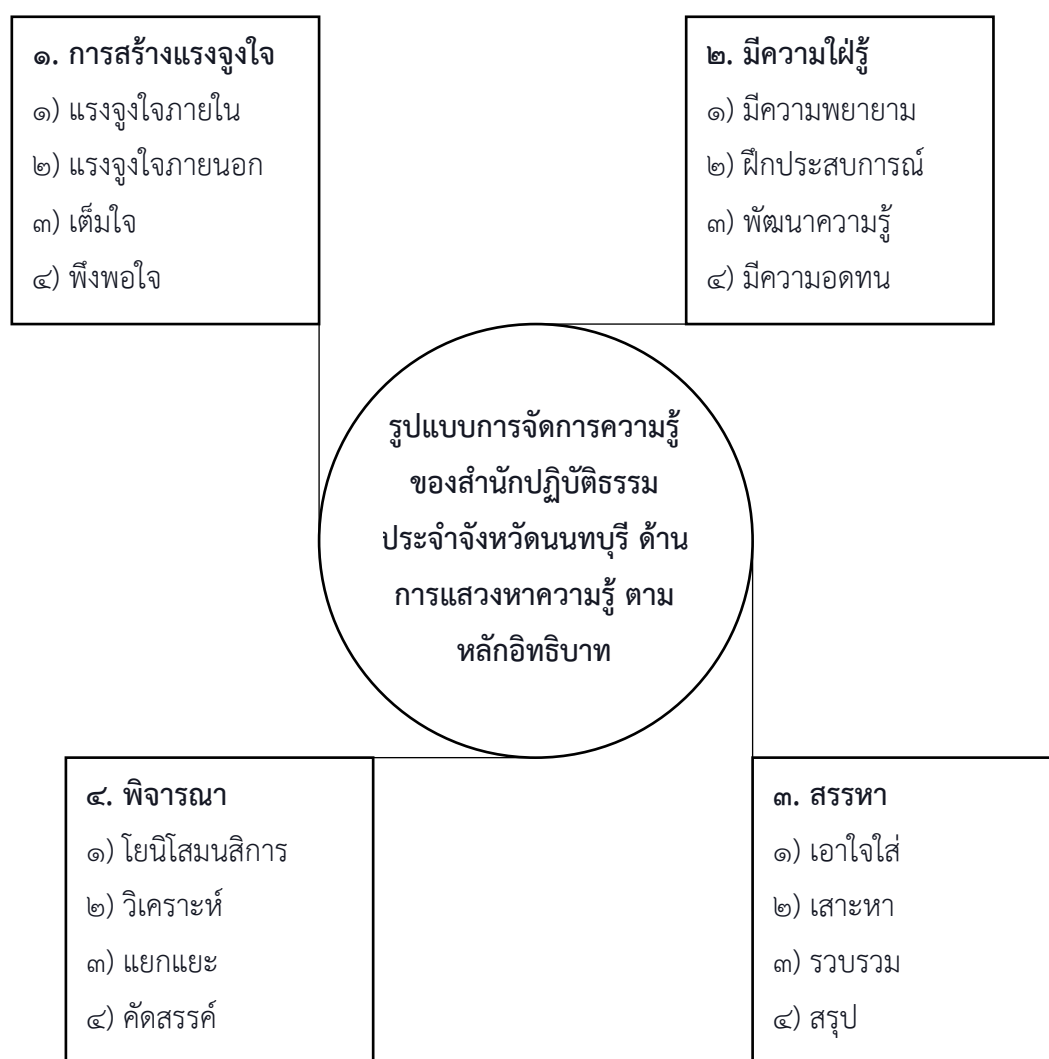 ๑. การสร้างแรงจูงใจ
๑) แรงจูงใจภายใน
๒) แรงจูงใจภายนอก
๓) เต็มใจ
๔) พึงพอใจ
๒. มีความใฝ่รู้
๑) มีความพยายาม
๒) ฝึกประสบการณ์
๓) พัฒนาความรู้
๔) มีความอดทน
รูปแบบการจัดการความรู้
ของสำนักปฏิบัติธรรม
ประจำจังหวัดนนทบุรี ด้าน
การแสวงหาความรู้ ตาม
หลักอิทธิบาท
๔. พิจารณา
๑) โยนิโสมนสิการ
๒) วิเคราะห์
๓) แยกแยะ
๔) คัดสรรค์
๓. สรรหา
๑) เอาใจใส่
๒) เสาะหา
๓) รวบรวม
๔) สรุป